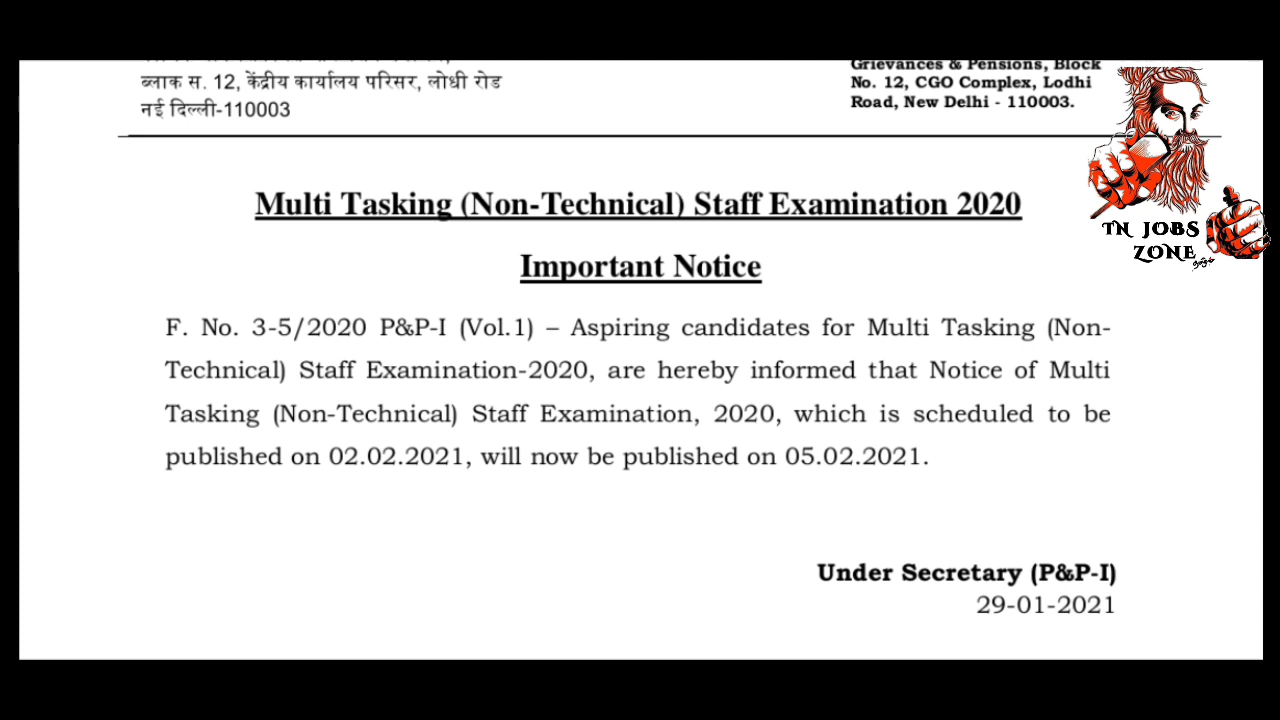 ब्लाक स. 12, केंद्रीय कार्यालय परिसर, लोधी रोड
नई दिल्ली-110003
Grievances & Pensions, Block
No. 12, CGO Complex, Lodhi
Road, New Delhi - 110003.
TN JOBS
ZONE
Multi Tasking (Non-Technical) Staff Examination 2020
Important Notice
F. No. 3-5/2020 P&P-I (Vol.1) – Aspiring candidates for Multi Tasking (Non-
Technical) Staff Examination-2020, are hereby informed that Notice of Multi
Tasking (Non-Technical) Staff Examination, 2020, which is scheduled to be
published on 02.02.2021, will now be published on 05.02.2021.
Under Secretary (P&P-I)
29-01-2021